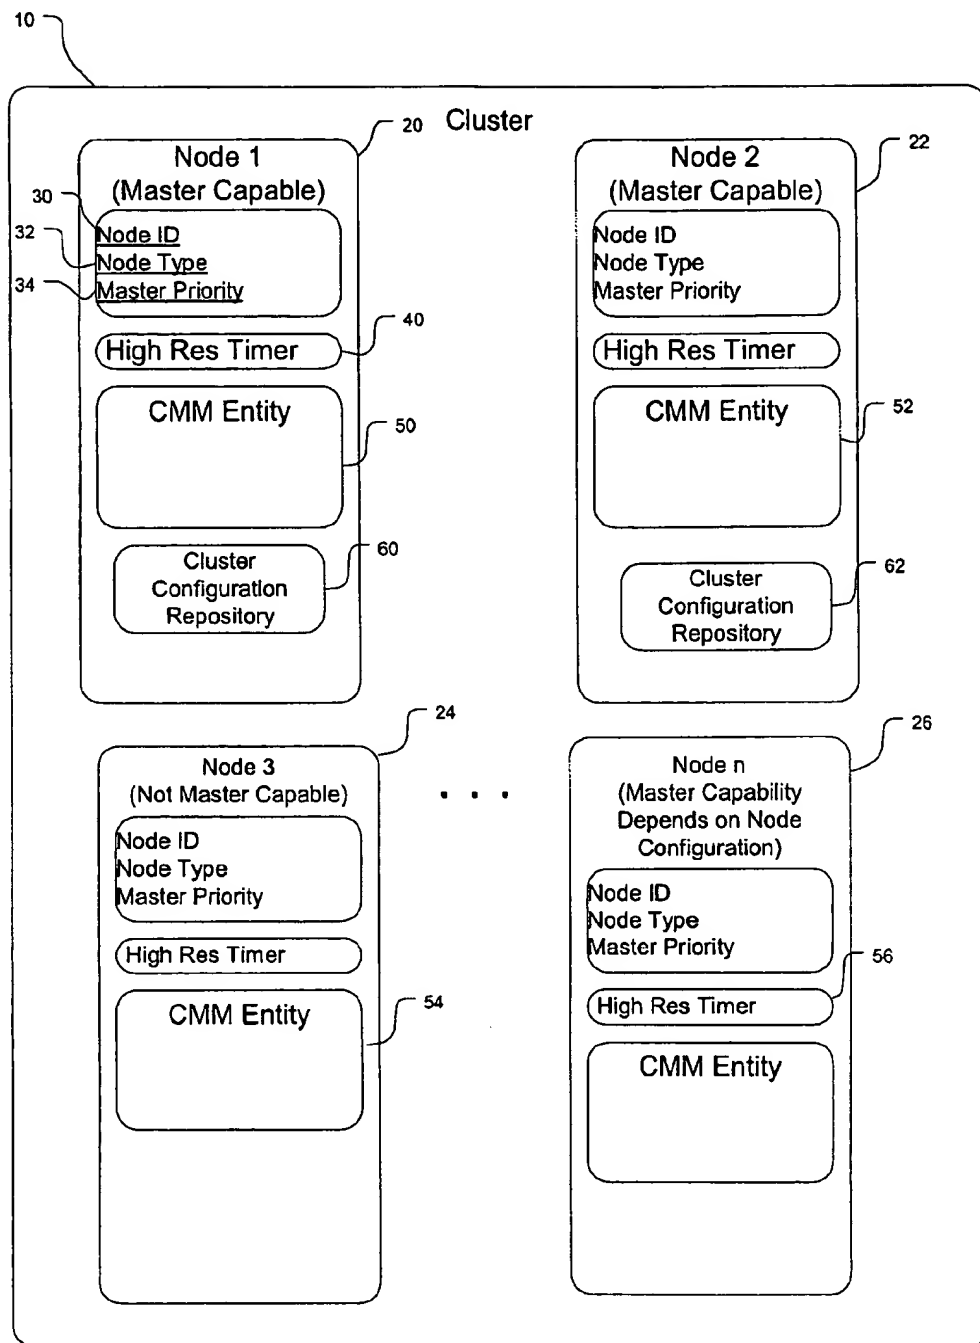 10
Cluster
20
Node 1
(Master Capable)
30
Node ID
32
Node Type
34
Master Priority
40
High Res Timer
CMM Entity
50
60
Cluster
Configuration
Repository
22
Node 2
(Master Capable)
Node ID
Node Type
Master Priority
High Res Timer
CMM Entity
52
62
Cluster
Configuration
Repository
24
Node 3
(Not Master Capable)
Node ID
Node Type
Master Priority
High Res Timer
CMM Entity
54
. . .
26
Node n
(Master Capability
Depends on Node
Configuration)
Node ID
Node Type
Master Priority
56
High Res Timer
CMM Entity